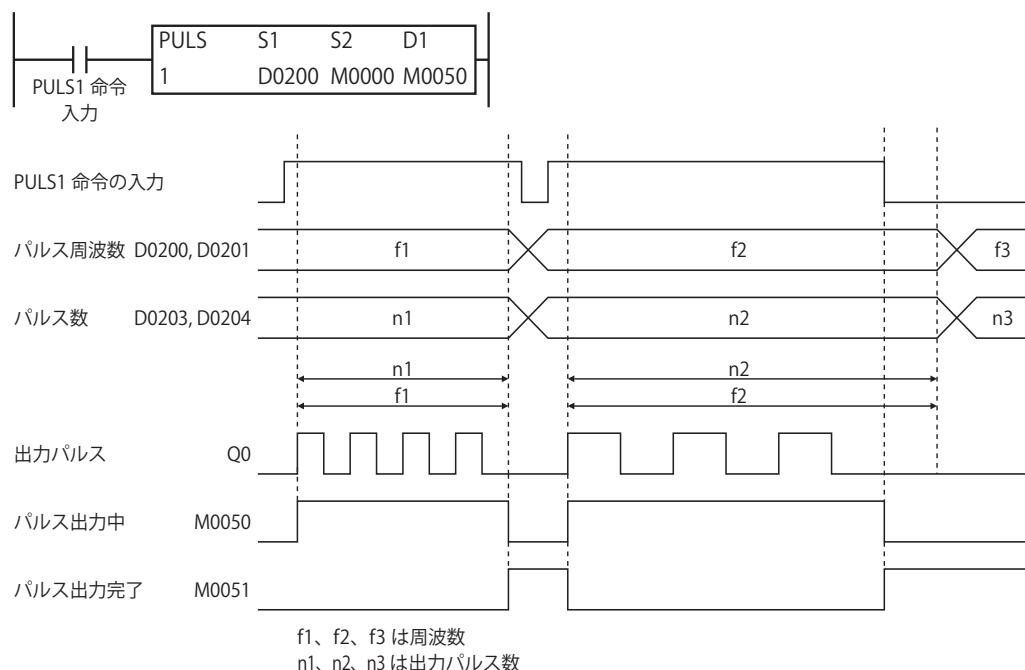 PULS S1 S2 D1
1 D0200 M0000 M0050
PULS1 命令
入力
PULS1 命令の入力
パルス周波数 D0200, D0201 f1 f2 f3
パルス数 D0203, D0204 n1 n2 n3
n1 n2
f1 f2
出力パルス Q0
パルス出力中 M0050
パルス出力完了 M0051
f1、f2、f3 は周波数
n1、n2、n3 は出力パルス数